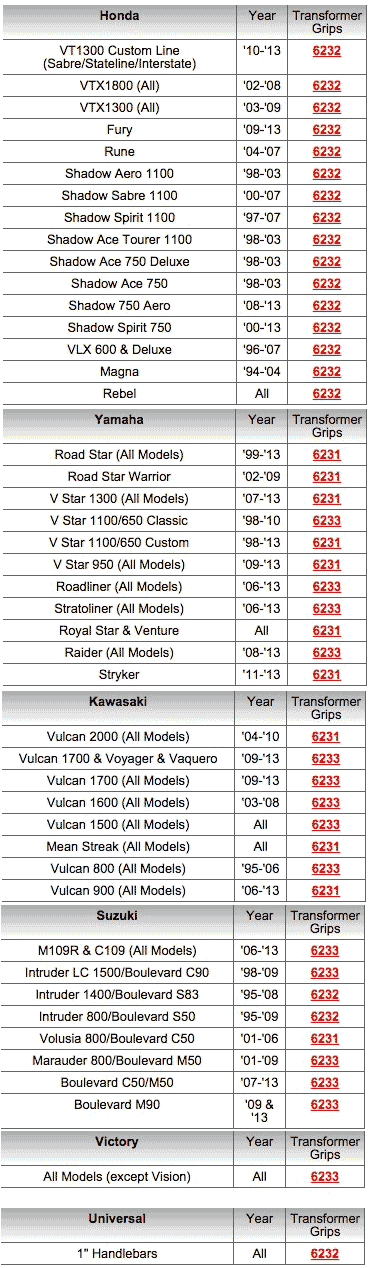 Honda Year Transformer
Grips
VT1300 Custom Line '10-'13 6232
(Sabre/Stateline/Interstate)
VTX1800 (All) '02-'08 6232
VTX1300 (All) '03-'09 6232
Fury '09-'13 6232
Rune '04-'07 6232
Shadow Aero 1100 '98-'03 6232
Shadow Sabre 1100 '00-'07 6232
Shadow Spirit 1100 '97-'07 6232
Shadow Ace Tourer 1100 '98-'03 6232
Shadow Ace 750 Deluxe '98-'03 6232
Shadow Ace 750 '98-'03 6232
Shadow 750 Aero '08-'13 6232
Shadow Spirit 750 '00-'13 6232
VLX 600 & Deluxe '96-'07 6232
Magna '94-'04 6232
Rebel All 6232
Yamaha Year Transformer
Grips
Road Star (All Models) '99-'13 6231
Road Star Warrior '02-'09 6231
V Star 1300 (All Models) '07-'13 6231
V Star 1100/650 Classic '98-'10 6233
V Star 1100/650 Custom '98-'13 6231
V Star 950 (All Models) '09-'13 6231
Roadliner (All Models) '06-'13 6233
Stratoliner (All Models) '06-'13 6233
Royal Star & Venture All 6231
Raider (All Models) '08-'13 6233
Stryker '11-'13 6231
Kawasaki Year Transformer
Grips
Vulcan 2000 (All Models) '04-'10 6231
Vulcan 1700 & Voyager & Vaquero '09-'13 6233
Vulcan 1700 (All Models) '09-'13 6233
Vulcan 1600 (All Models) '03-'08 6233
Vulcan 1500 (All Models) All 6233
Mean Streak (All Models) All 6231
Vulcan 800 (All Models) '95-'06 6233
Vulcan 900 (All Models) '06-'13 6231
Suzuki Year Transformer
Grips
M109R & C109 (All Models) '06-'13 6233
Intruder LC 1500/Boulevard C90 '98-'09 6233
Intruder 1400/Boulevard S83 '95-'08 6232
Intruder 800/Boulevard S50 '95-'09 6232
Volusia 800/Boulevard C50 '01-'06 6231
Marauder 800/Boulevard M50 '01-'09 6233
Boulevard C50/M50 '07-'13 6233
Boulevard M90 '09 & 6233
'13
Victory Year Transformer
Grips
All Models (except Vision) All 6233
Universal Year Transformer
Grips
1" Handlebars All 6232